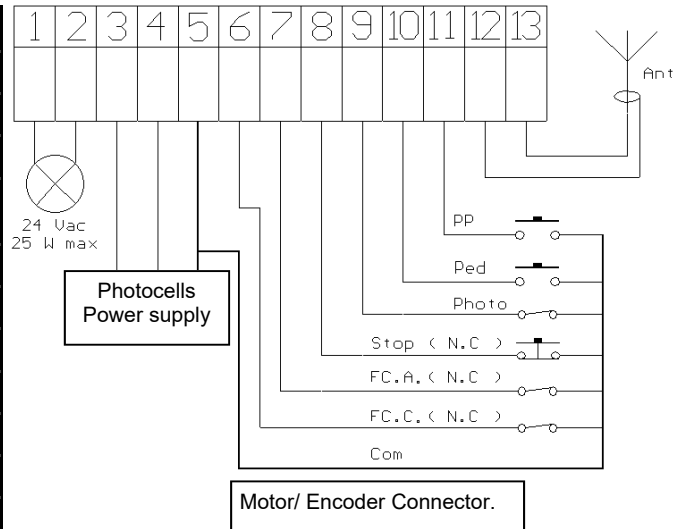 1 2 3 4 5 6 7 8 9 10 11 12 13
Ant
24 Vac
25 W max
PP
Ped
Photocells
Power supply
Photo
Stop ( N.C )
FC.A. ( N.C )
FC.C. ( N.C )
Com
Motor/ Encoder Connector.